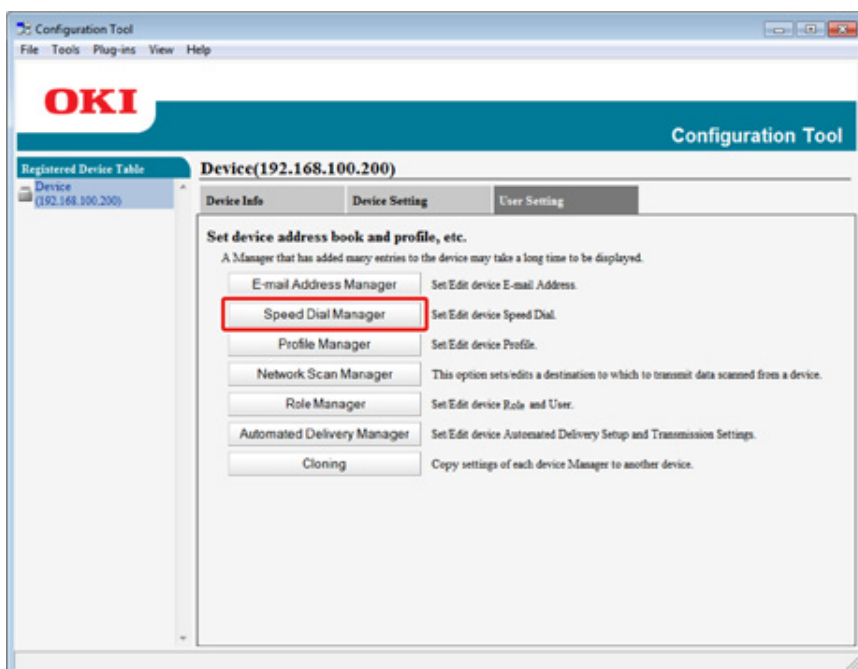 Configuration Tool
File Tools Plug-ins View Help
OKI
Configuration Tool
Registered Device Table
Device
(192.168.100.200)
Device(192.168.100.200)
Device Info Device Setting User Setting
Set device address book and profile, etc.
A Manager that has added many entries to the device may take a long time to be displayed.
E-mail Address Manager Set/Edit device E-mail Address.
Speed Dial Manager Set/Edit device Speed Dial.
Profile Manager Set/Edit device Profile.
Network Scan Manager This option sets/edits a destination to which to transmit data scanned from a device.
Role Manager Set/Edit device Role and User.
Automated Delivery Manager Set/Edit device Automated Delivery Setup and Transmission Settings.
Cloning Copy settings of each device Manager to another device.